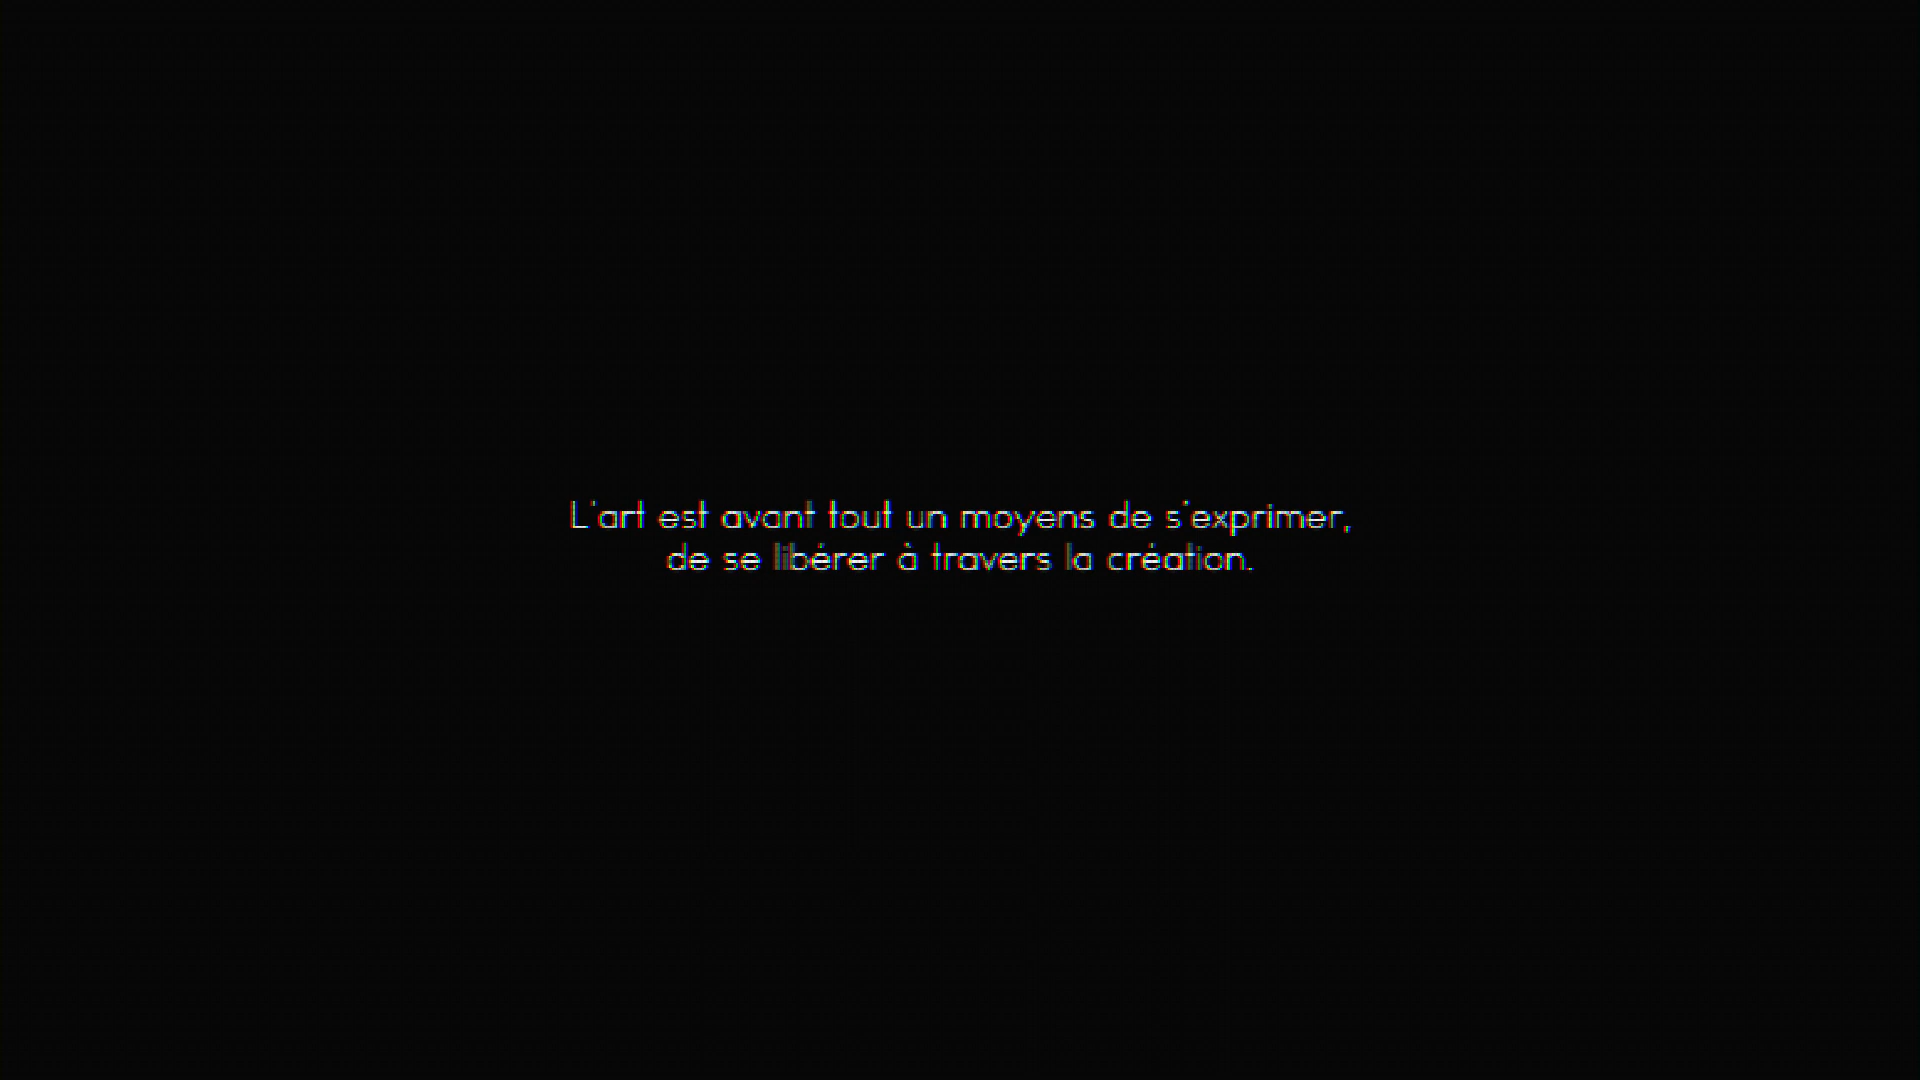 L'art est avant tout un moyens de s'exprimer,
de se libérer à travers la création.